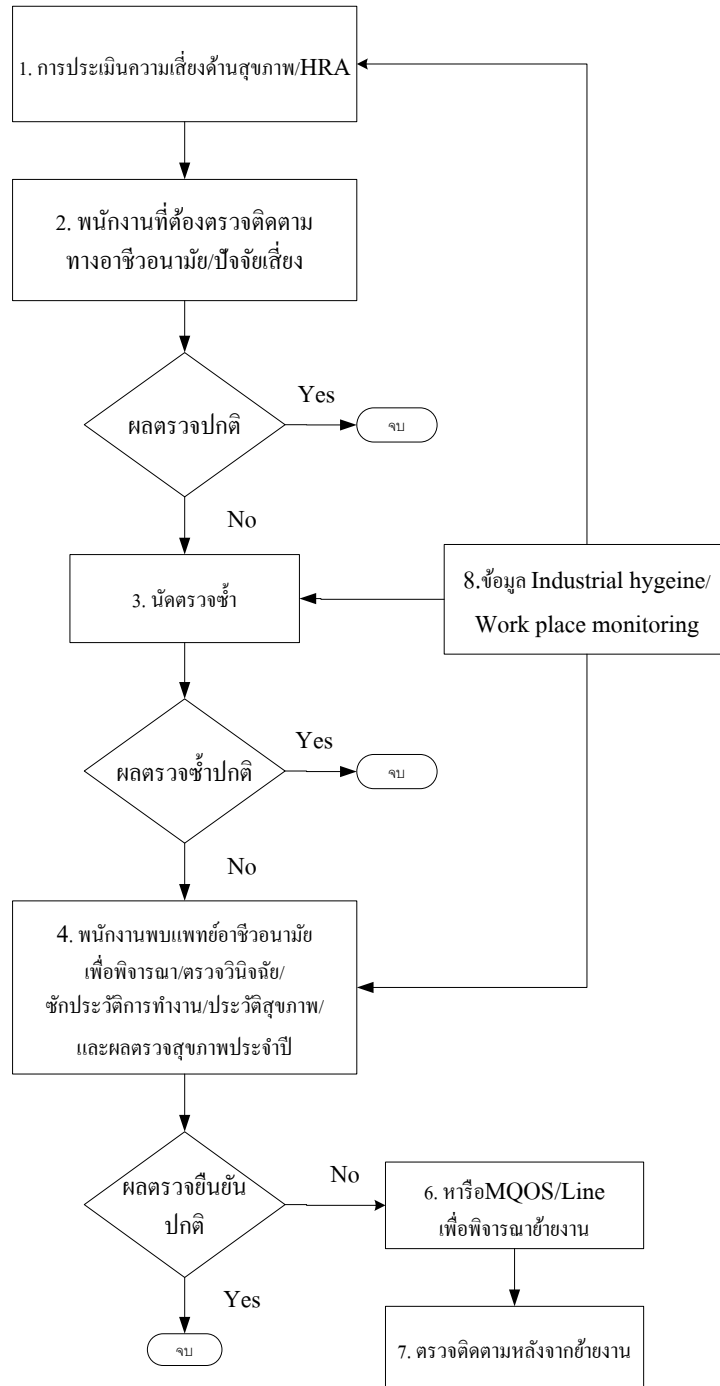 1. การประเมินความเสี่ยงด้านสุขภาพ/HRA
2. พนักงานที่ต้องตรวจติดตาม
ทางอาชีวอนามัย/ปัจจัยเสี่ยง
ผลตรวจปกติ
Yes
จบ
No
3. นัดตรวจซ้ำ
8.ข้อมูล Industrial hygeine/
Work place monitoring
ผลตรวจซ้ำปกติ
Yes
จบ
No
4. พนักงานพบแพทย์อาชีวอนามัย
เพื่อพิจารณา/ตรวจวินิจฉัย/
ซักประวัติการทำงาน/ประวัติสุขภาพ/
และผลตรวจสุขภาพประจำปี
ผลตรวจยืนยัน
ปกติ
No
6. หารือMQOS/Line
เพื่อพิจารณาย้ายงาน
Yes
จบ
7. ตรวจติดตามหลังจากย้ายงาน